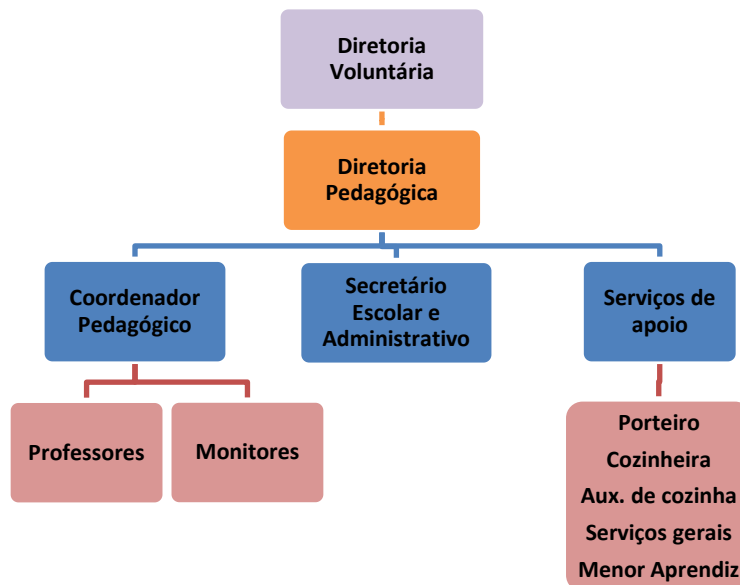 Diretoria
Voluntária
Diretoria
Pedagógica
Coordenador
Pedagógico
Secretário
Escolar e
Administrativo
Serviços de
apoio
Professores
Monitores
Porteiro
Cozinheira
Aux. de cozinha
Serviços gerais
Menor Aprendiz